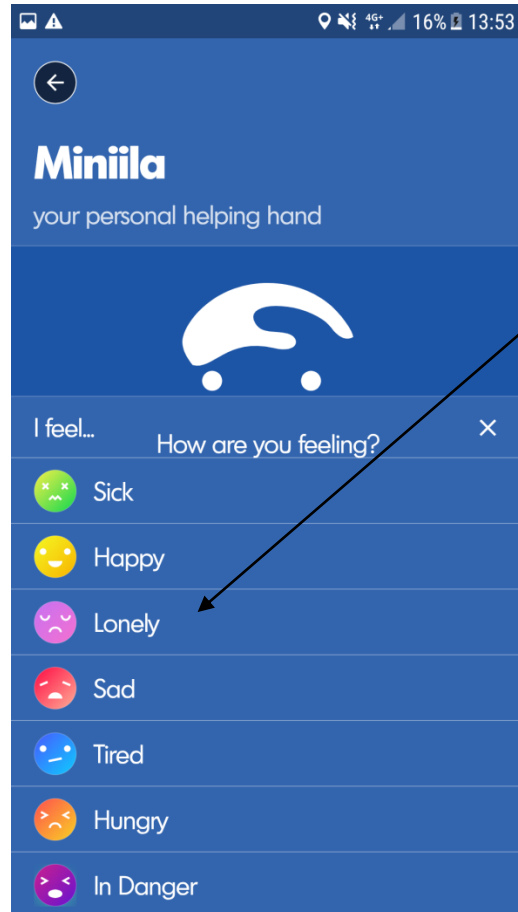 4G+ 16% 13:53
Miniila
your personal helping hand
I feel...
How are you feeling?
Sick
Happy
Lonely
Sad
Tired
Hungry
In Danger